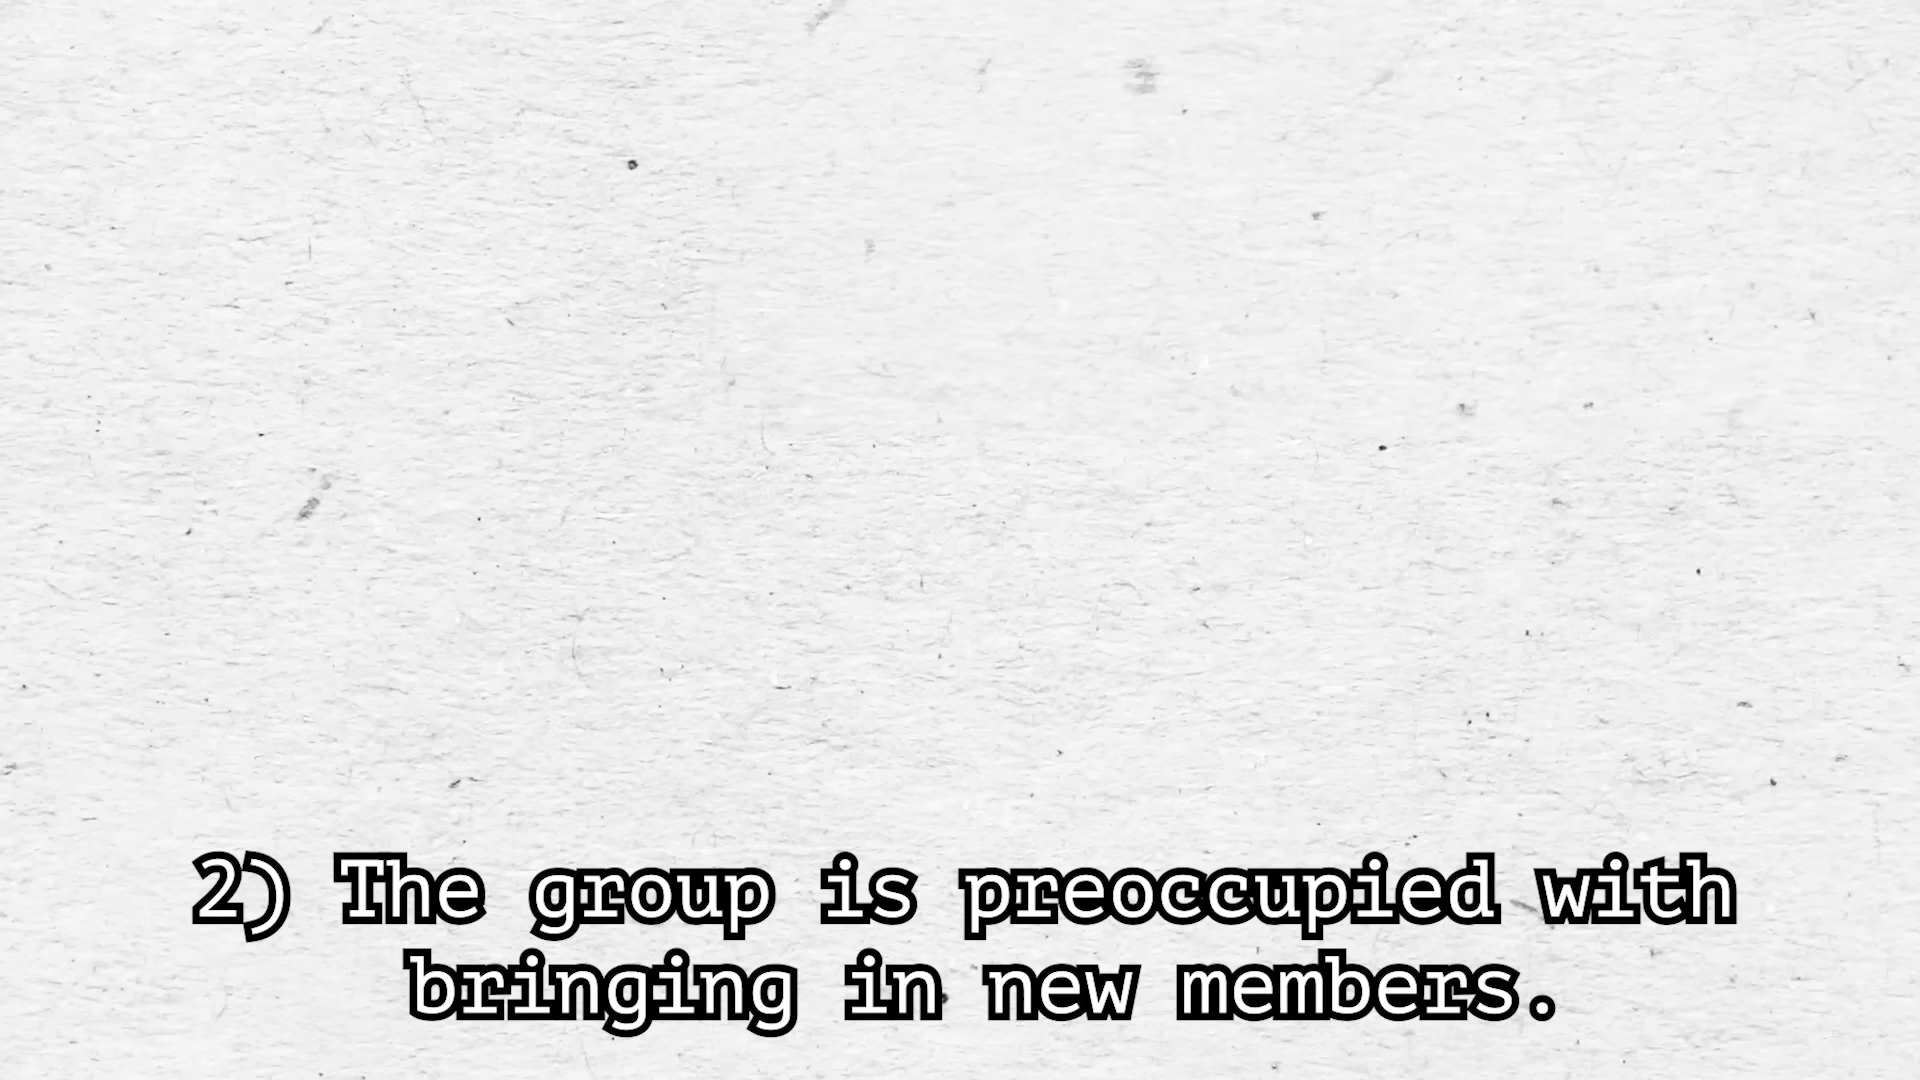 2) The group is preoccupied with
bringing in new members.